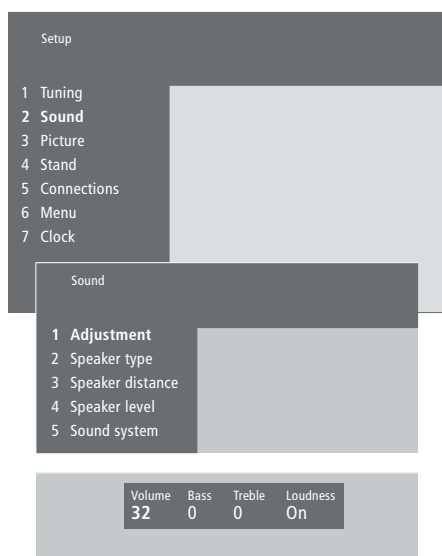 Setup
1 Tuning
2 Sound
3 Picture
4 Stand
5 Connections
6 Menu
7 Clock
Sound
1 Adjustment
2 Speaker type
3 Speaker distance
4 Speaker level
5 Sound system
Volume Bass Treble Loudness
32 0 0 On